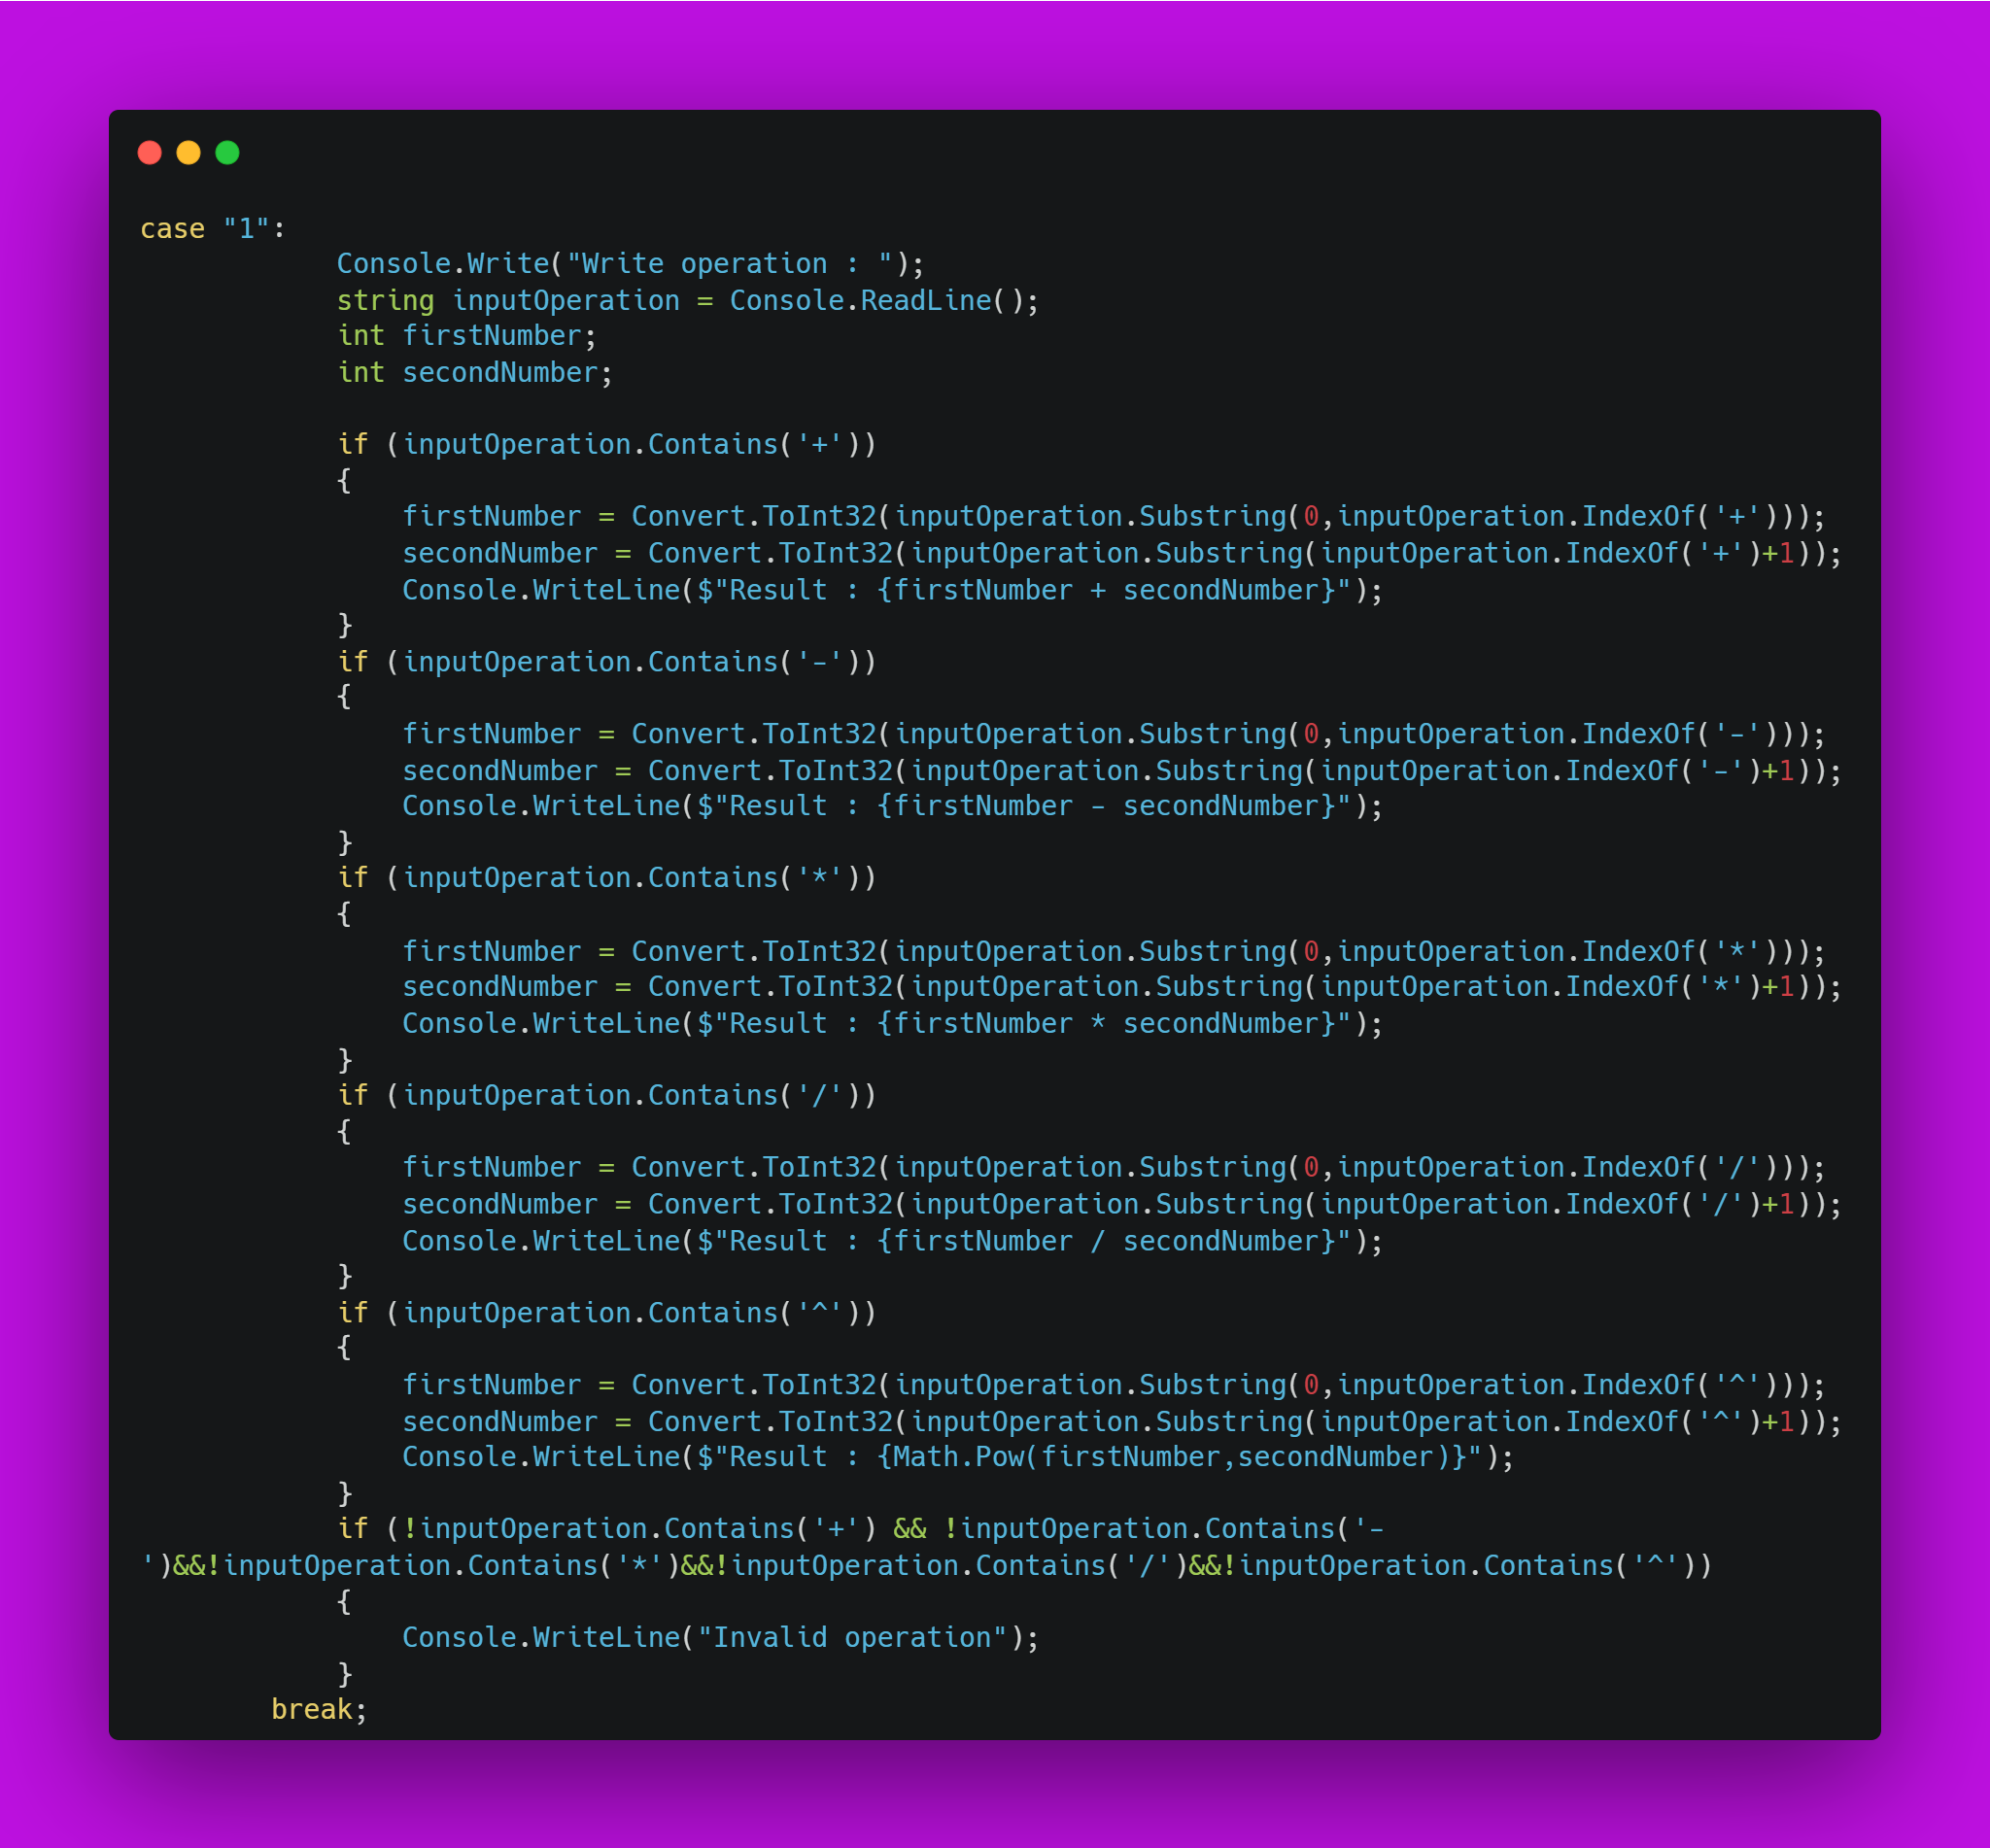 case "1":
            Console.Write("Write operation : ");
            string inputOperation = Console.ReadLine();
            int firstNumber;
            int secondNumber;

            if (inputOperation.Contains('+'))
            {
                firstNumber = Convert.ToInt32(inputOperation.Substring(0,inputOperation.IndexOf('+')));
                secondNumber = Convert.ToInt32(inputOperation.Substring(inputOperation.IndexOf('+')+1));
                Console.WriteLine($"Result : {firstNumber + secondNumber}");
            }
            if (inputOperation.Contains('-'))
            {
                firstNumber = Convert.ToInt32(inputOperation.Substring(0,inputOperation.IndexOf('-')));
                secondNumber = Convert.ToInt32(inputOperation.Substring(inputOperation.IndexOf('-')+1));
                Console.WriteLine($"Result : {firstNumber - secondNumber}");
            }
            if (inputOperation.Contains('*'))
            {
                firstNumber = Convert.ToInt32(inputOperation.Substring(0,inputOperation.IndexOf('*')));
                secondNumber = Convert.ToInt32(inputOperation.Substring(inputOperation.IndexOf('*')+1));
                Console.WriteLine($"Result : {firstNumber * secondNumber}");
            }
            if (inputOperation.Contains('/'))
            {
                firstNumber = Convert.ToInt32(inputOperation.Substring(0,inputOperation.IndexOf('/')));
                secondNumber = Convert.ToInt32(inputOperation.Substring(inputOperation.IndexOf('/')+1));
                Console.WriteLine($"Result : {firstNumber / secondNumber}");
            }
            if (inputOperation.Contains('^'))
            {
                firstNumber = Convert.ToInt32(inputOperation.Substring(0,inputOperation.IndexOf('^')));
                secondNumber = Convert.ToInt32(inputOperation.Substring(inputOperation.IndexOf('^')+1));
                Console.WriteLine($"Result : {Math.Pow(firstNumber,secondNumber)}");
            }
            if (!inputOperation.Contains('+') && !inputOperation.Contains('-
')&&!inputOperation.Contains('*')&&!inputOperation.Contains('/')&&!inputOperation.Contains('^'))
            {
                Console.WriteLine("Invalid operation");
            }
        break;